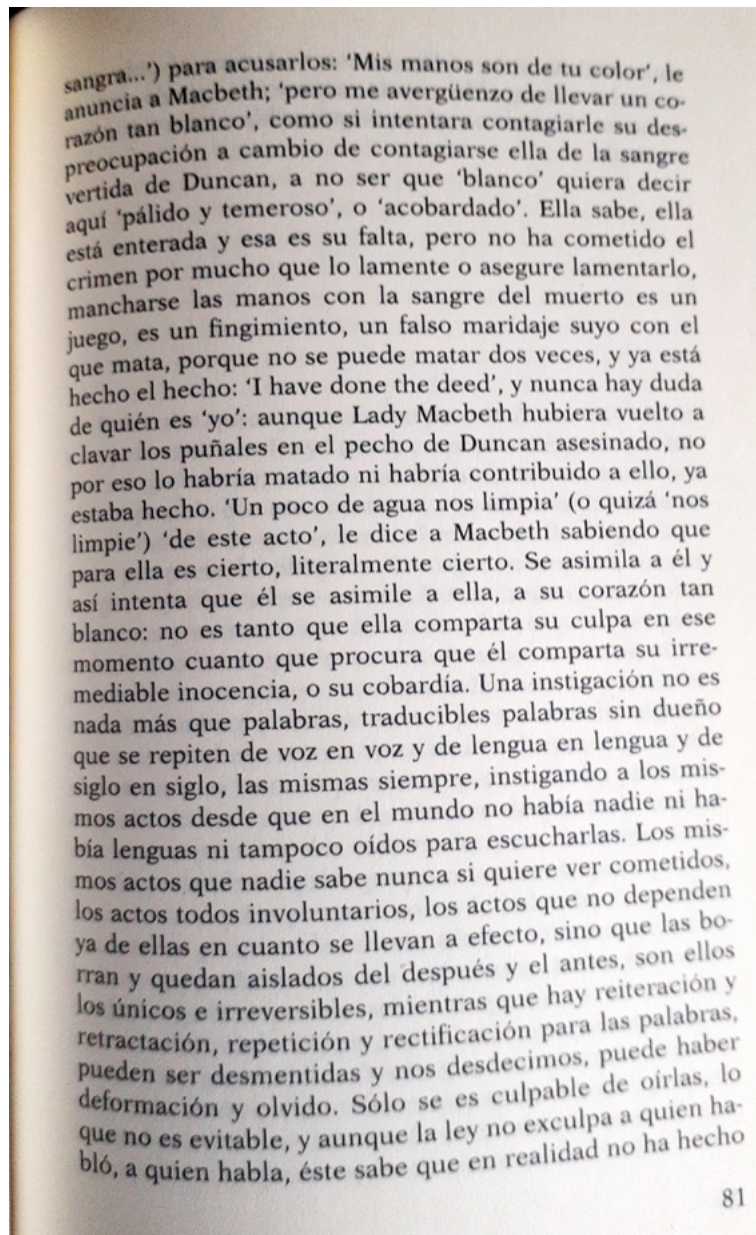 sangra...’) para acusarlos: ‘Mis manos son de tu color’, le
anuncia a Macbeth; ‘pero me avergüenzo de llevar un co-
razón tan blanco’, como si intentara contagiarle su des-
preocupación a cambio de contagiarse ella de la sangre
vertida de Duncan, a no ser que ‘blanco’ quiera decir
aquí ‘pálido y temeroso’, o ‘acobardado’. Ella sabe, ella
está enterada y esa es su falta, pero no ha cometido el
crimen por mucho que lo lamente o asegure lamentarlo,
mancharse las manos con la sangre del muerto es un
juego, es un fingimiento, un falso maridaje suyo con el
que mata, porque no se puede matar dos veces, y ya está
hecho el hecho: ‘I have done the deed’, y nunca hay duda
de quién es ‘yo’: aunque Lady Macbeth hubiera vuelto a
clavar los puñales en el pecho de Duncan asesinado, no
por eso lo habría matado ni habría contribuido a ello, ya
estaba hecho. ‘Un poco de agua nos limpia’ (o quizá ‘nos
limpie’) ‘de este acto’, le dice a Macbeth sabiendo que
para ella es cierto, literalmente cierto. Se asimila a él y
así intenta que él se asimile a ella, a su corazón tan
blanco: no es tanto que ella comparta su culpa en ese
momento cuanto que procura que él comparta su irre-
mediable inocencia, o su cobardía. Una instigación no es
nada más que palabras, traducibles palabras sin dueño
que se repiten de voz en voz y de lengua en lengua y de
siglo en siglo, las mismas siempre, instigando a los mis-
mos actos desde que en el mundo no había nadie ni ha-
bía lenguas ni tampoco oídos para escucharlas. Los mis-
mos actos que nadie sabe nunca si quiere ver cometidos,
los actos todos involuntarios, los actos que no dependen
ya de ellas en cuanto se llevan a efecto, sino que las bo-
rran y quedan aislados del después y el antes, son ellos
los únicos e irreversibles, mientras que hay reiteración y
retractación, repetición y rectificación para las palabras,
pueden ser desmentidas y nos desdecimos, puede haber
deformación y olvido. Sólo se es culpable de oírlas, lo
que no es evitable, y aunque la ley no exculpa a quien ha-
bló, a quien habla, éste sabe que en realidad no ha hecho
81